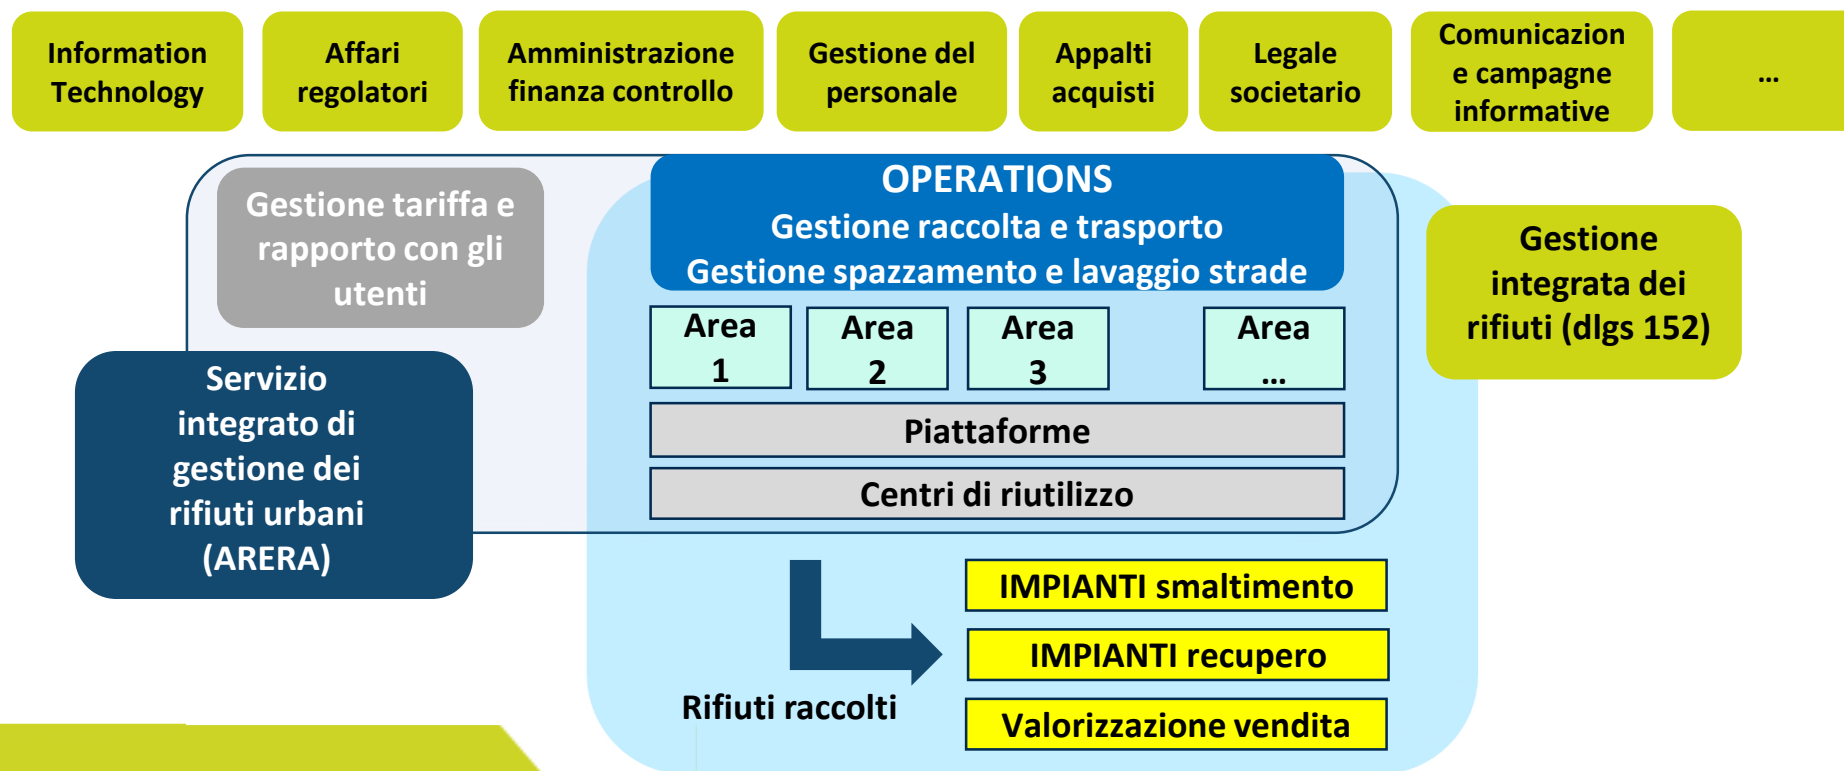 Information
Technology
Affari
regolatori
Amministrazione
finanza controllo
Gestione del
personale
Appalti
acquisti
Legale
societario
Comunicazion
e campagne
informative
...
Gestione tariffa e
rapporto con gli
utenti
OPERATIONS
Gestione raccolta e trasporto
Gestione spazzamento e lavaggio strade
Gestione
integrata dei
rifiuti (dlgs 152)
Area
1
Area
2
Area
3
Area
...
Servizio
integrato di
gestione dei
rifiuti urbani
(ARERA)
Piattaforme
Centri di riutilizzo
IMPIANTI smaltimento
IMPIANTI recupero
Rifiuti raccolti
Valorizzazione vendita